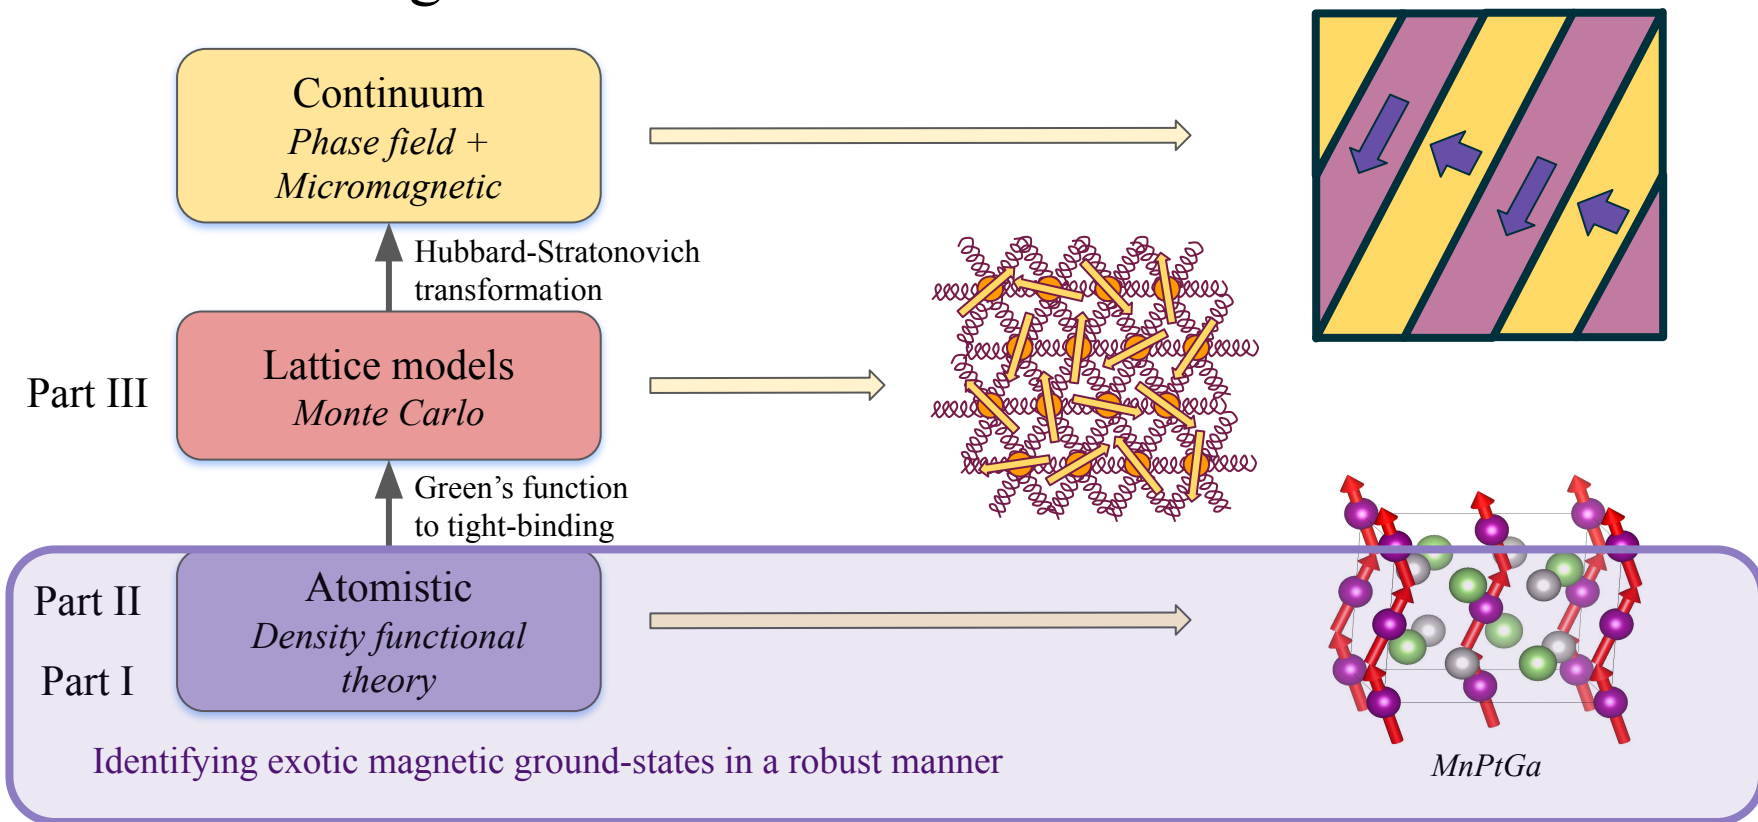 Continuum
Phase field +
Micromagnetic
Hubbard-Stratonovich
transformation
Part III
Lattice models
Monte Carlo
Green’s function
to tight-binding
Part II
Part I
Atomistic
Density functional
theory
Identifying exotic magnetic ground-states in a robust manner
MnPtGa